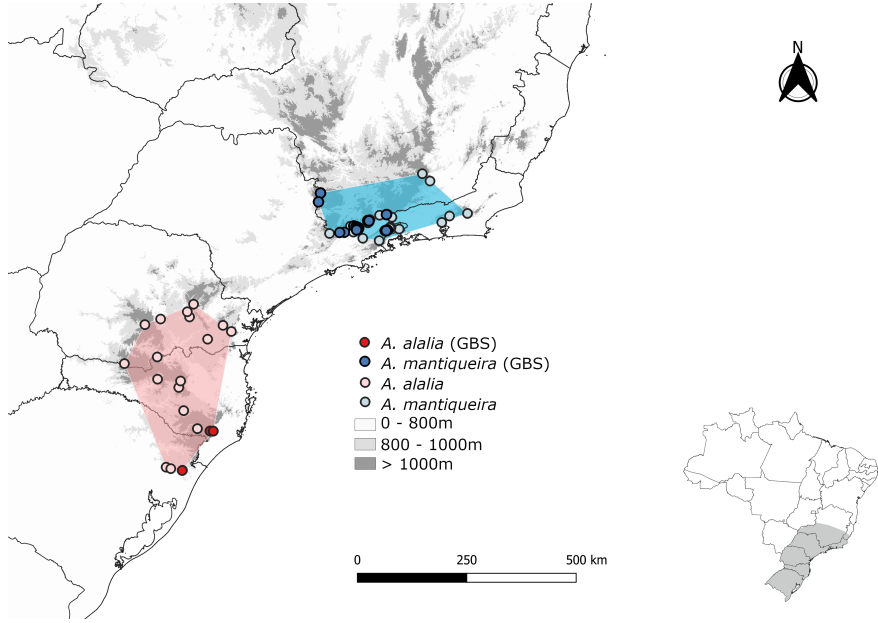 N
A. alalia (GBS)
A. mantiqueira (GBS)
A. alalia
A. mantiqueira
0 - 800m
800 - 1000m
> 1000m
0 250 500 km